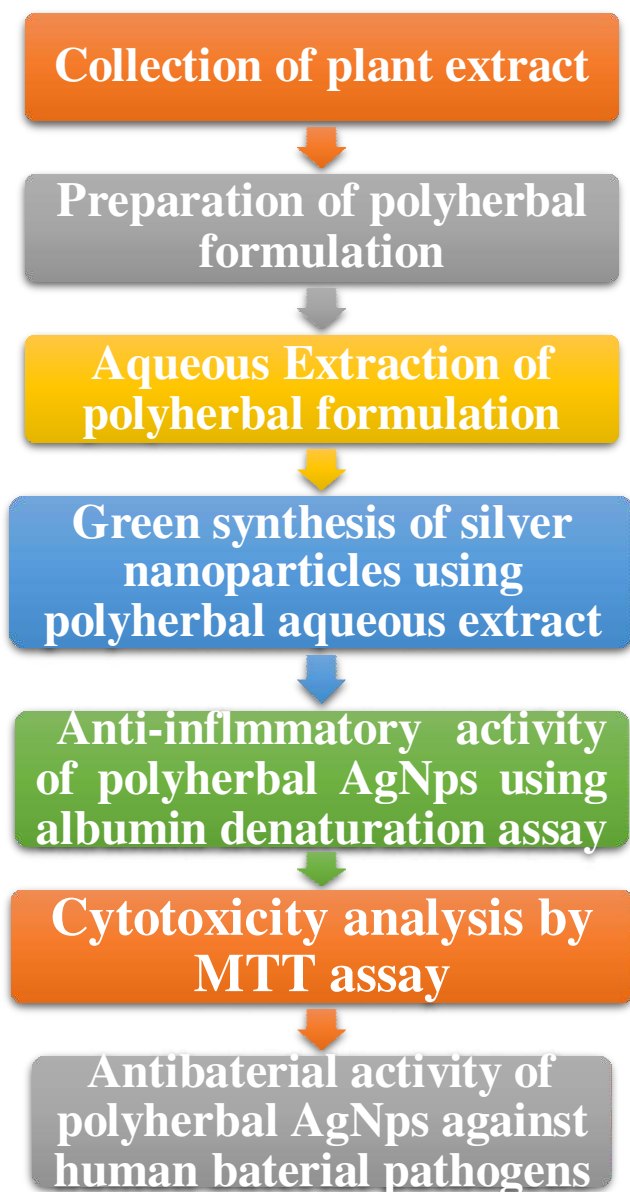 Collection of plant extract
Preparation of polyherbal
formulation
Aqueous Extraction of
polyherbal formulation
Green synthesis of silver
nanoparticles using
polyherbal aqueous extract
Anti-inflmmatory activity
of polyherbal AgNps using
albumin denaturation assay
Cytotoxicity analysis by
MTT assay
Antibaterial activity of
polyherbal AgNps against
human baterial pathogens